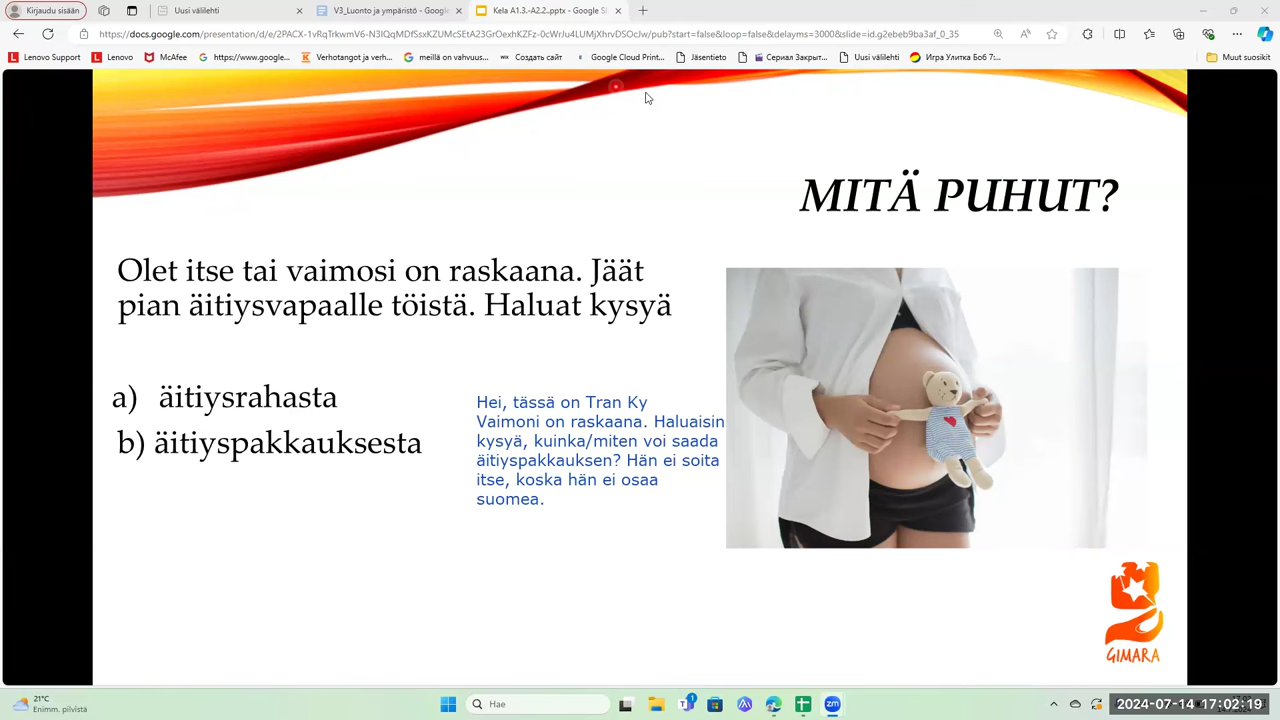 Kirjaudu sisään
Uusi välilehti
V3_Luonto ja ympäristö - Google
Kela A1.3.-A2.2..pptx - Google Sl
https://docs.google.com/presentation/d/e/2PACX-1vRqTrkwmV6-N3IQqMDfSsxKZUMcStA23GrOexhKZFz-0cWrJu4LUMjXhrvDSOcJw/pub?start=false&loop=false&delayms=3000&slide=id.g2ebeb9ba3af_0_35
Lenovo Support
Lenovo
McAfee
https://www.google...
Verhotangot ja verh...
meillä on vahvuus...
Создать сайт
Google Cloud Print...
Jäsentieto
Сериал Закрыт...
Uusi välilehti
Игра Улитка Боб 7:...
Muut suosikit
MITÄ PUHUT?
Olet itse tai vaimosi on raskaana. Jäät
pian äitiysvapaalle töistä. Haluat kysyä
a) äitiysrahasta
b) äitiyspakkauksesta
Hei, tässä on Tran Ky
Vaimoni on raskaana. Haluaisin
kysyä, kuinka/miten voi saada
äitiyspakkauksen? Hän ei soita
itse, koska hän ei osaa
suomea.
GIMARA
21°C
Enimm. pilvistä
Hae
2024-07-14 17:02:19